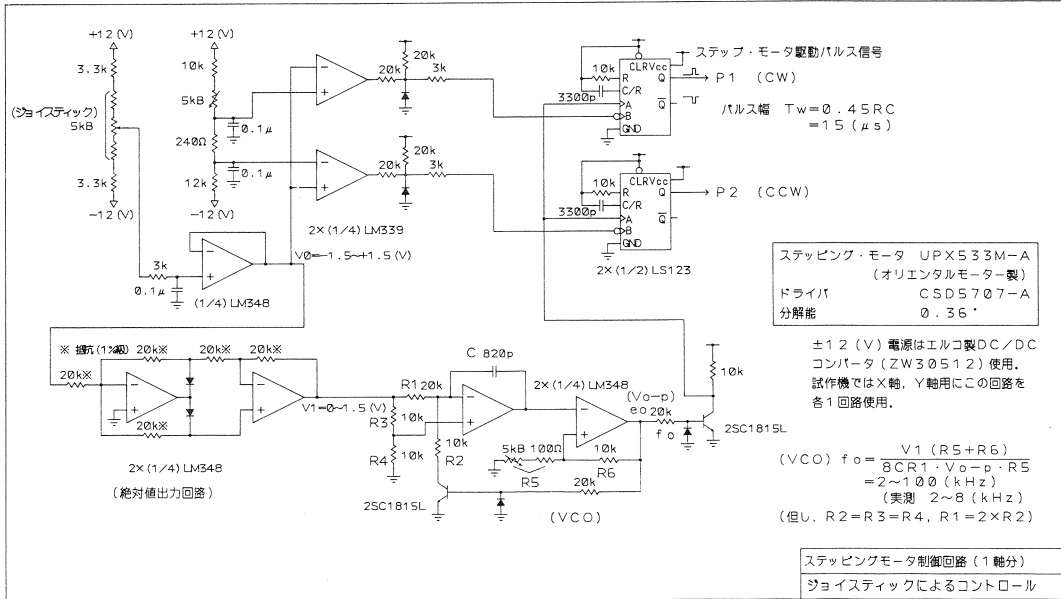 +12(V)
3.3k
(ジョイスティック)
5kB
3.3k
−12(V)
+12(V)
10k
5kB
0.1μ
240Ω
0.1μ
12k
−12(V)
−
+
20k
20k
3k
−
+
20k
20k
3k
2×(1/4)LM339
3k
0.1μ
−
+
(1/4)LM348
V0=−1.5~+1.5(V)
10k
3300p
CLRVcc
R
Q
C/R
A
Q
B
GND
ステップ・モータ駆動パルス信号
P1 (CW)
パルス幅 Tw=0.45RC
=15(μs)
10k
3300p
CLRVcc
R
Q
C/R
A
Q
B
GND
P2 (CCW)
2×(1/2)LS123
ステッピング・モータ UPX533M−A
(オリエンタルモーター製)
ドライバ CSD5707−A
分解能 0.36°
±12(V)電源はエルコ製DC/DC
コンバータ(ZW30512)使用.
試作機ではX軸,Y軸用にこの回路を
各1回路使用.
※ 抵抗(1%級)
20k※
20k※
20k※
20k※
20k※
−
+
−
+
2×(1/4)LM348
(絶対値出力回路)
V1=0~1.5(V)
R1
20k
R3
10k
R4
10k
10k
R2
C 820p
−
+
2×(1/4)LM348
−
+
5kB
100Ω
R5
10k
R6
20k
2SC1815L
(VCO)
(Vo−p)
eo
20k
fo
10k
2SC1815L
(VCO) fo=V1(R5+R6)
8CR1・Vo−p・R5
=2~100(kHz)
(実測 2~8(kHz)
(但し、R2=R3=R4,R1=2×R2)
ステッピングモータ制御回路(1軸分)
ジョイスティックによるコントロール